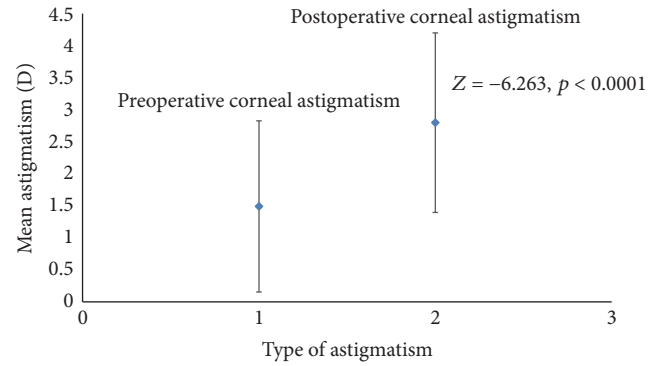 Postoperative corneal astigmatism
Z = −6.263, p < 0.0001
Preoperative corneal astigmatism
Mean astigmatism (D)
4.5
4
3.5
3
2.5
2
1.5
1
0.5
0
0
1
2
3
Type of astigmatism